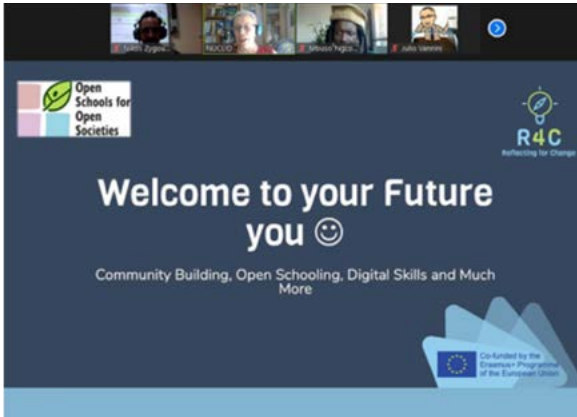 NUCLIO
Open
Schools for
Open
Societies
R4C
Reflecting for Change
Welcome to your Future
you
Community Building, Open Schooling, Digital Skills and Much
More
Co-funded by the
Erasmus+ Programme
of the European Union